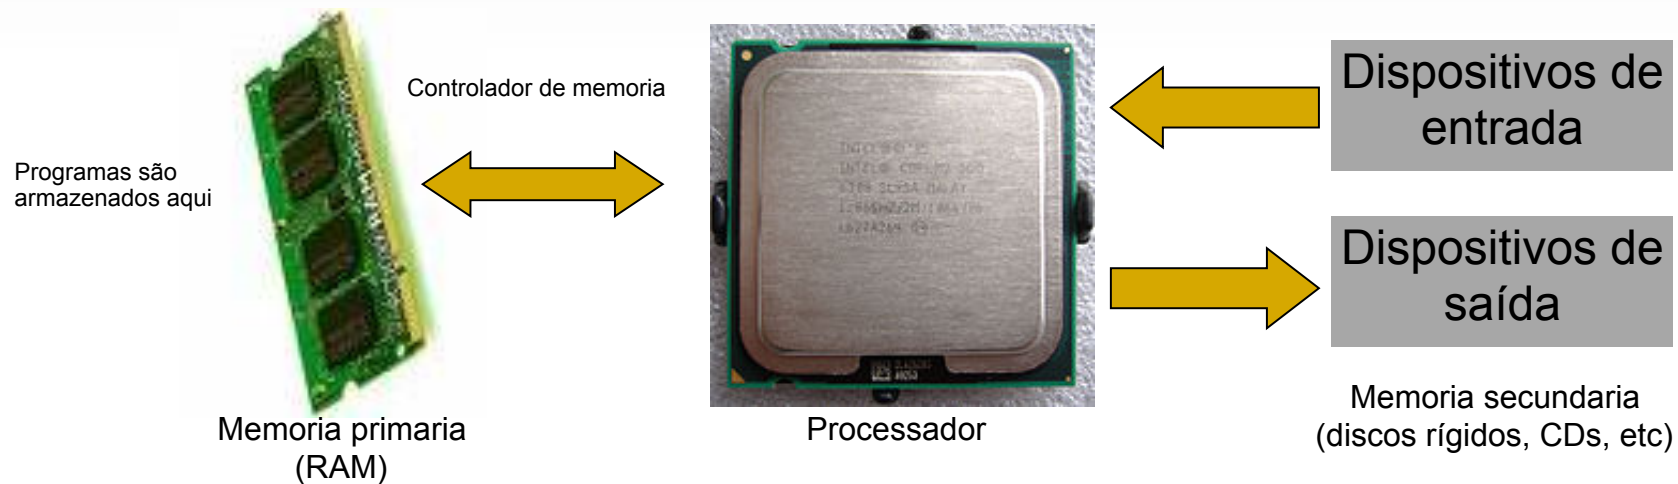 Programas são
armazenados aqui
Controlador de memoria
Memoria primaria
(RAM)
INTEL
Processador
Dispositivos de
entrada
Dispositivos de
saída
Memoria secundaria
(discos rígidos, CDs, etc)